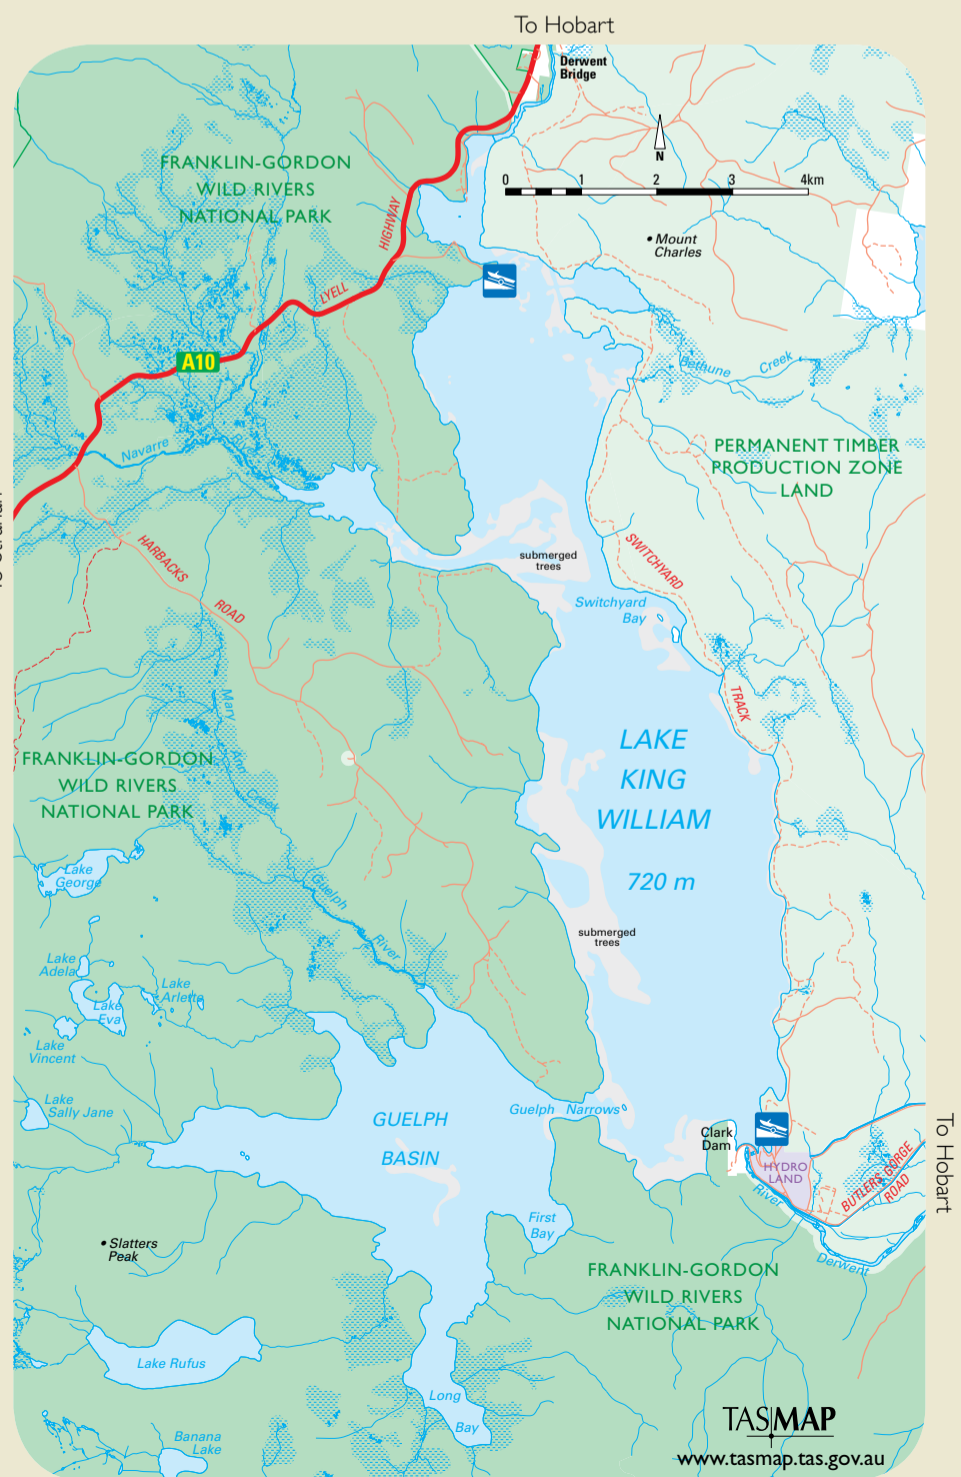 To Hobart
Derwent
Bridge
FRANKLIN-GORDON
WILD RIVERS
NATIONAL PARK
N
0 1 2 3 4km
HIGHWAY
Mount
Charles
LYELL
A10
Bethune Creek
Navarre
PERMANENT TIMBER
PRODUCTION ZONE
LAND
HARBACKS
ROAD
submerged
trees
SWITCHYARD
Switchyard
Bay
TRACK
Mary
Creek
LAKE
KING
WILLIAM
720 m
FRANKLIN-GORDON
WILD RIVERS
NATIONAL PARK
Lake
George
Guelph
River
submerged
trees
Lake
Adela
Lake
Arletta
Lake
Eva
Lake
Vincent
Lake
Sally Jane
GUELPH
BASIN
Guelph Narrows
Clark
Dam
HYDRO
LAND
BUTLERS GORGE
ROAD
To Hobart
River
Derwent
First
Bay
Slatters
Peak
FRANKLIN-GORDON
WILD RIVERS
NATIONAL PARK
Lake Rufus
Long
Bay
Banana
Lake
TASMAP
www.tasmap.tas.gov.au